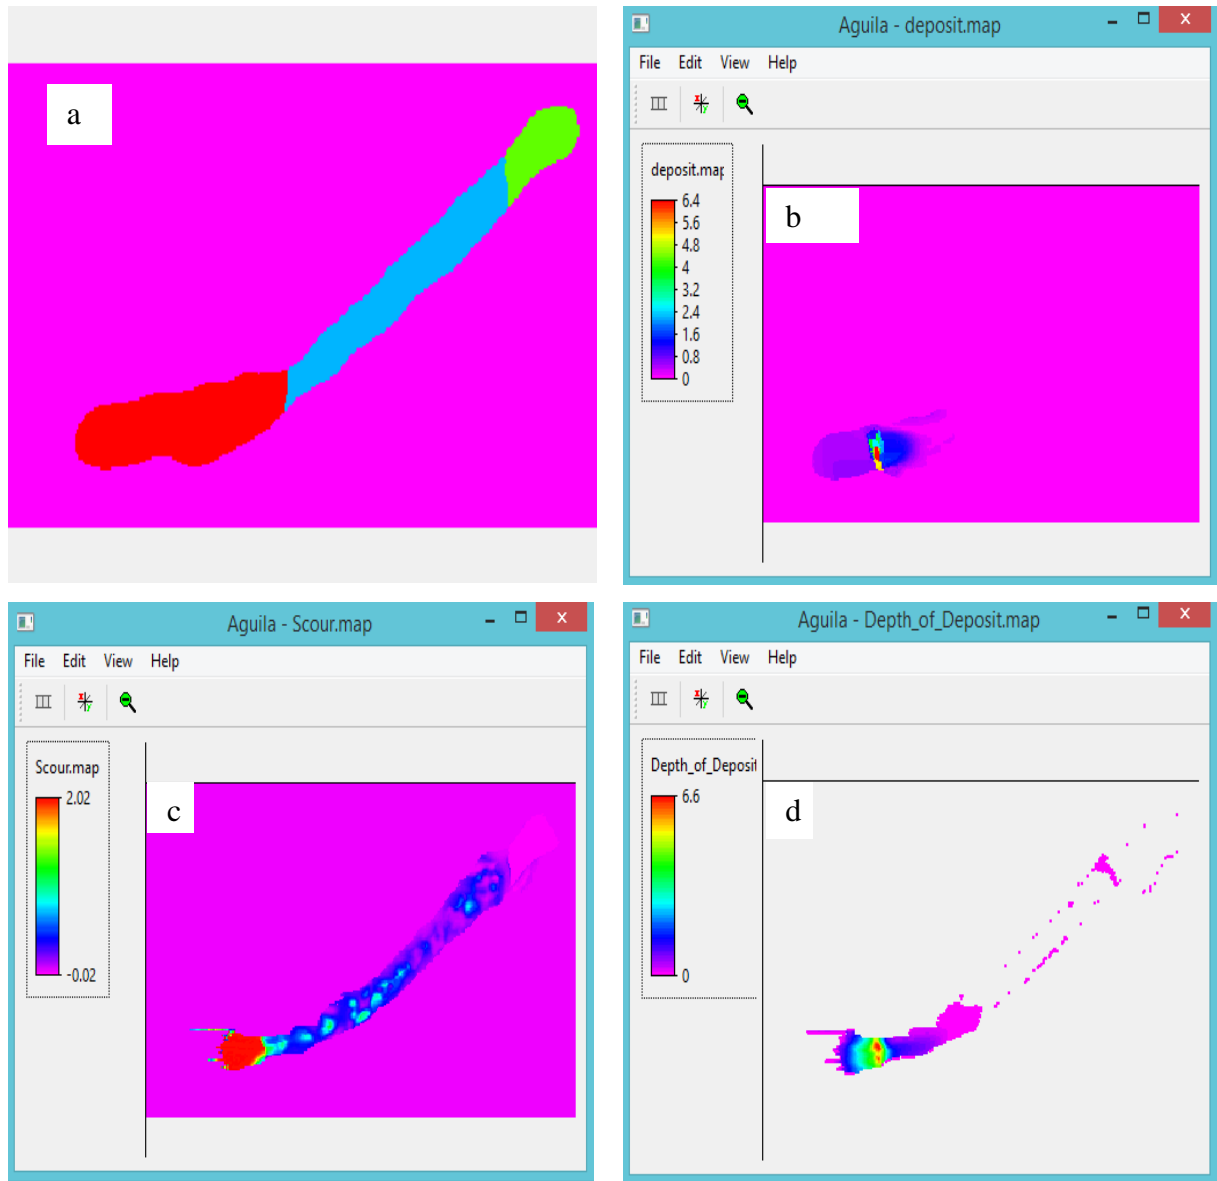 a
Aguila - deposit.map
X
File Edit View Help
deposit.map
6.4
5.6
4.8
4
3.2
2.4
1.6
0.8
0
b
Aguila - Scour.map
X
File Edit View Help
Scour.map
2.02
-0.02
c
Aguila - Depth_of_Deposit.map
X
File Edit View Help
Depth_of_Deposit
6.6
0
d